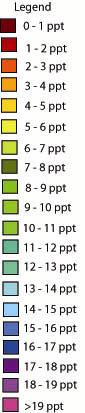 Legend
0 - 1 ppt
1 - 2 ppt
2 - 3 ppt
3 - 4 ppt
4 - 5 ppt
5 - 6 ppt
6 - 7 ppt
7 - 8 ppt
8 - 9 ppt
9 - 10 ppt
10 - 11 ppt
11 - 12 ppt
12 - 13 ppt
13 - 14 ppt
14 - 15 ppt
15 - 16 ppt
16 - 17 ppt
17 - 18 ppt
18 - 19 ppt
>19 ppt